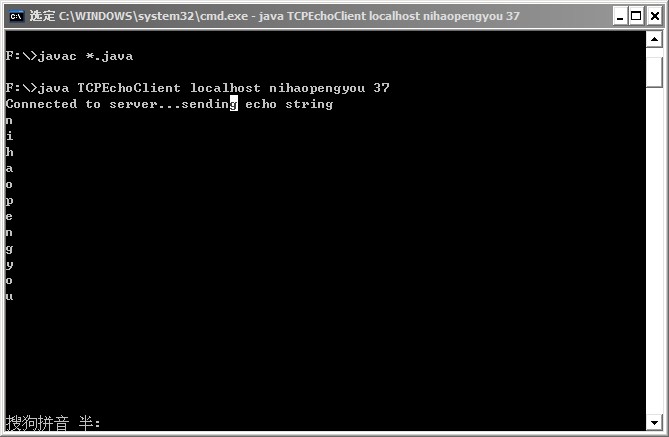 选定 C:\WINDOWS\system32\cmd.exe - java TCPEchoClient localhost nihaopengyou 37
F:\>javac *.java
F:\>java TCPEchoClient localhost nihaopengyou 37
Connected to server...sending echo string
n
i
h
a
o
p
e
n
g
y
o
u
搜狗拼音 半: